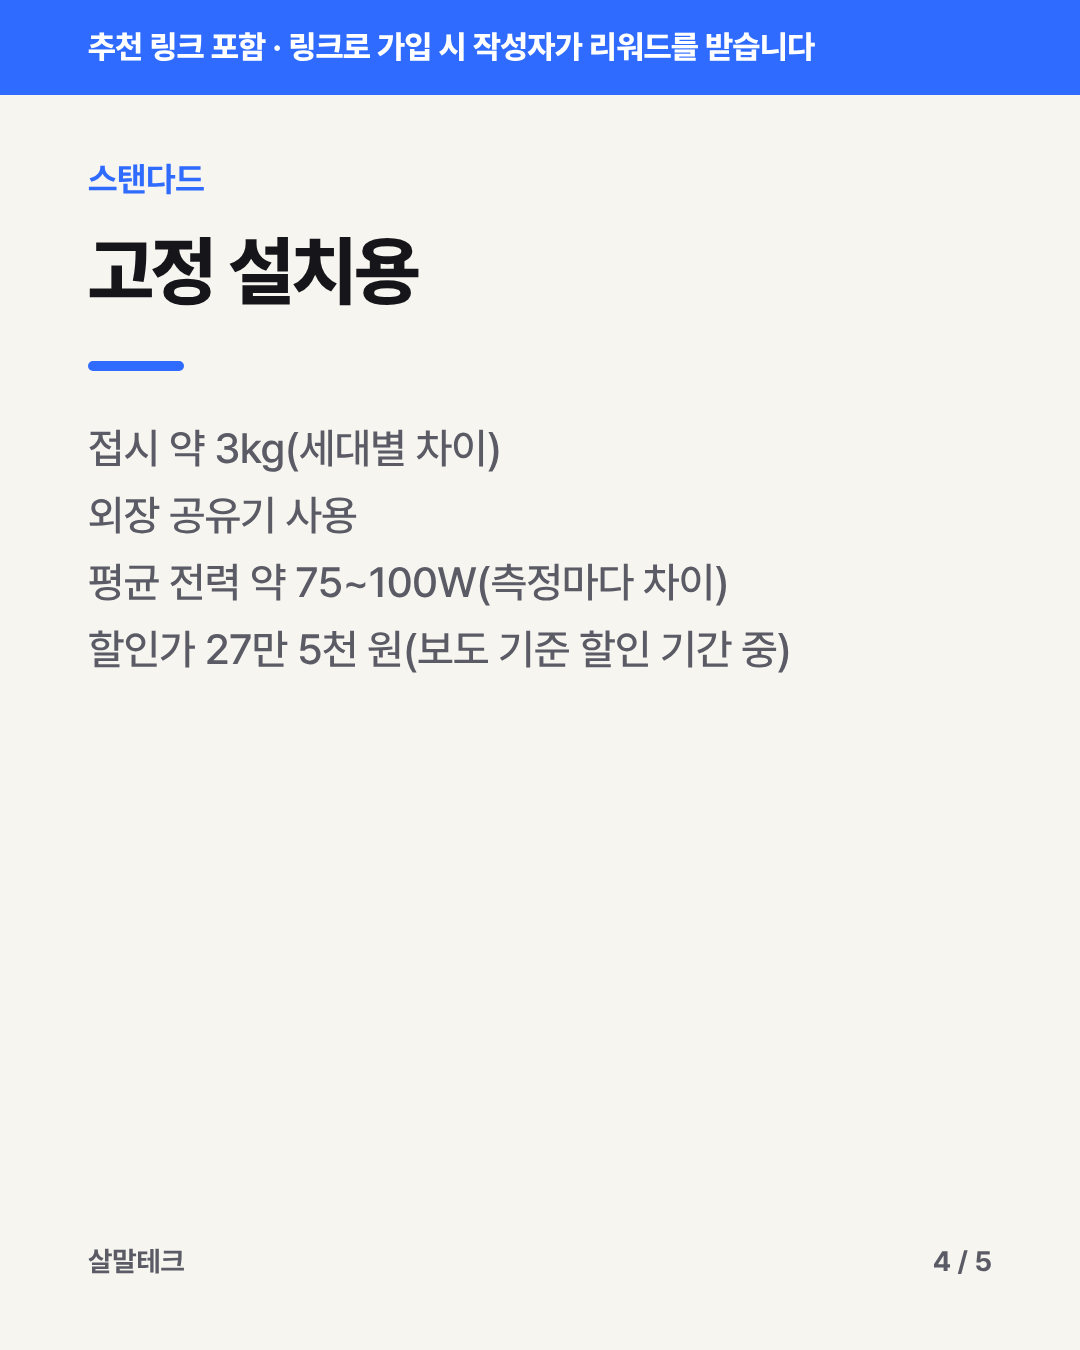 추천 링크 포함 · 링크로 가입 시 작성자가 리워드를 받습니다
스탠다드
고정 설치용
접시 약 3kg(세대별 차이)
외장 공유기 사용
평균 전력 약 75~100W(측정마다 차이)
할인가 27만 5천 원(보도 기준 할인 기간 중)
살말테크
4 / 5